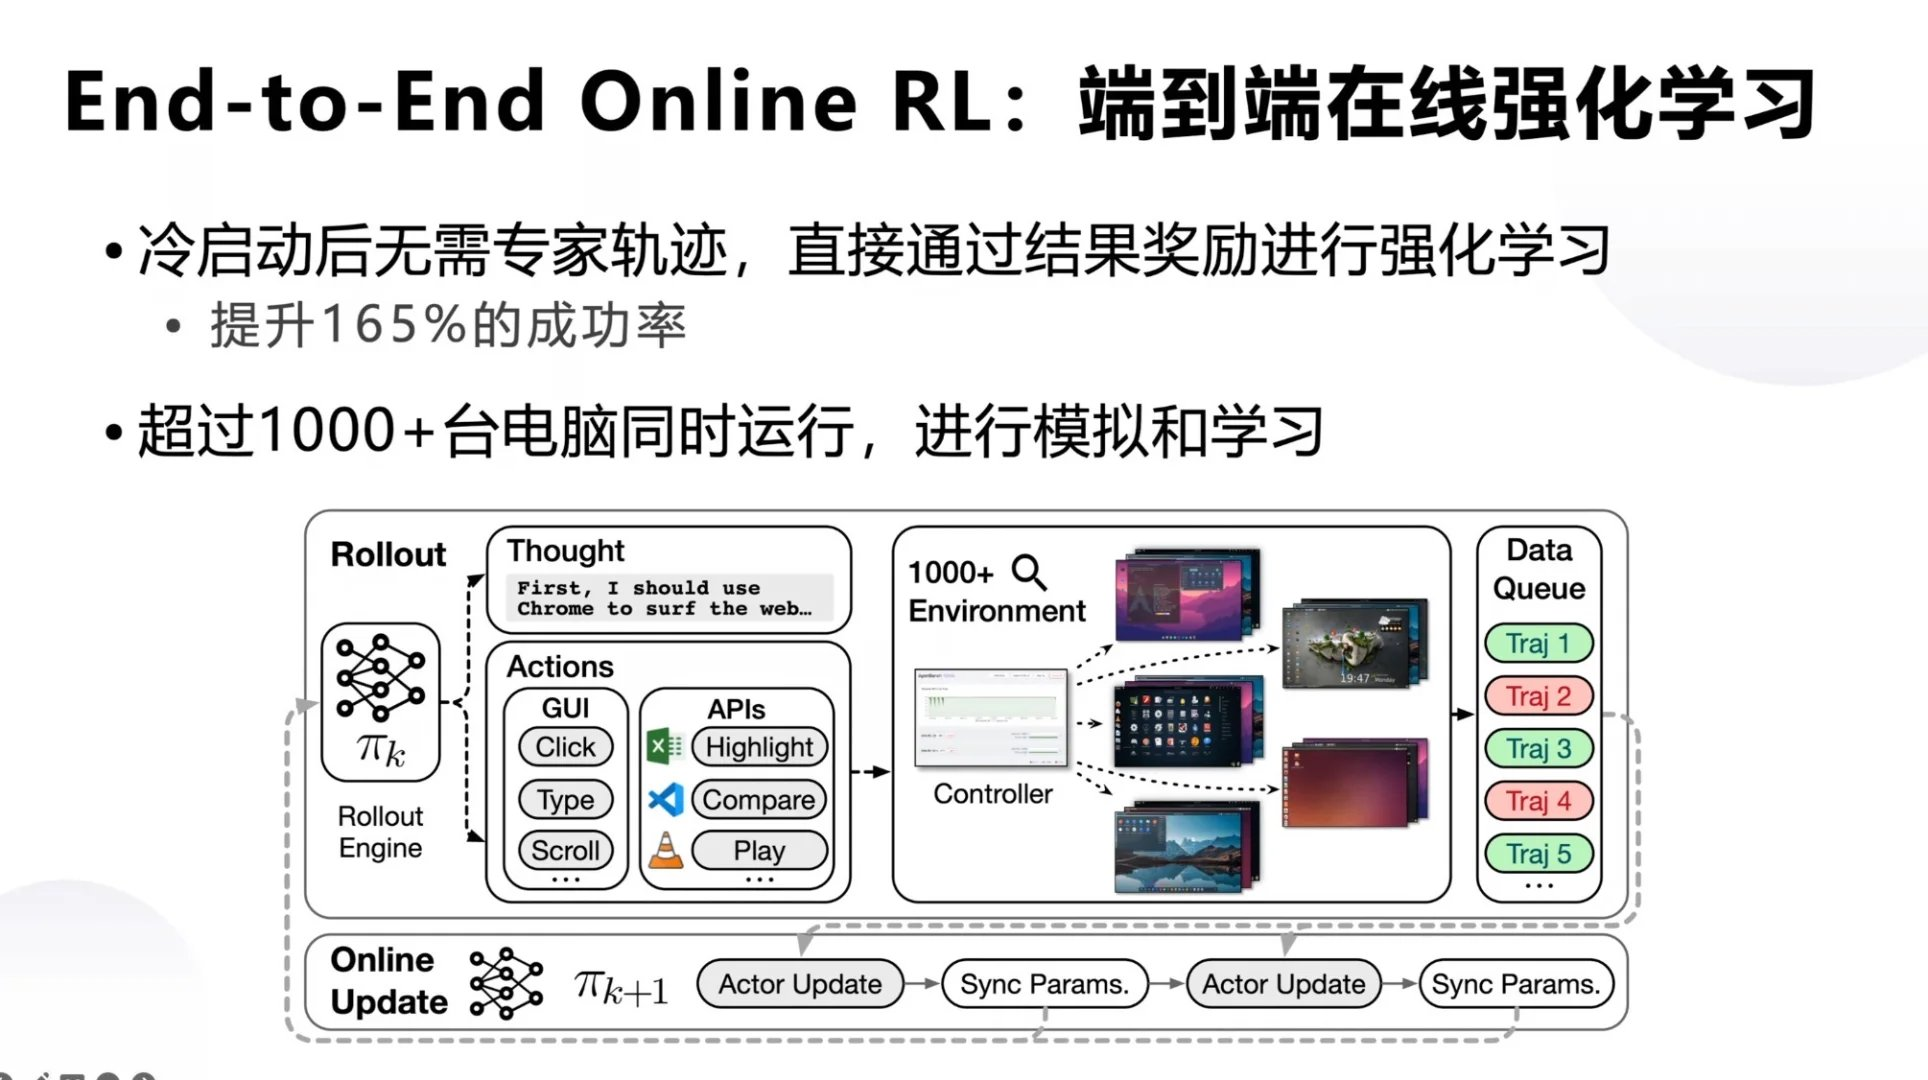 End-to-End Online RL：端到端在线强化学习
• 冷启动后无需专家轨迹，直接通过结果奖励进行强化学习
• 提升165%的成功率
• 超过1000+台电脑同时运行，进行模拟和学习
Rollout
π_k
Rollout
Engine
Thought
First, I should use
Chrome to surf the web…
Actions
GUI
Click
Type
Scroll
...
APIs
Highlight
Compare
Play
...
1000+
Environment
Controller
19:47 Monday
Data
Queue
Traj 1
Traj 2
Traj 3
Traj 4
Traj 5
...
Online
Update
π_{k+1}
Actor Update
Sync Params.
Actor Update
Sync Params.